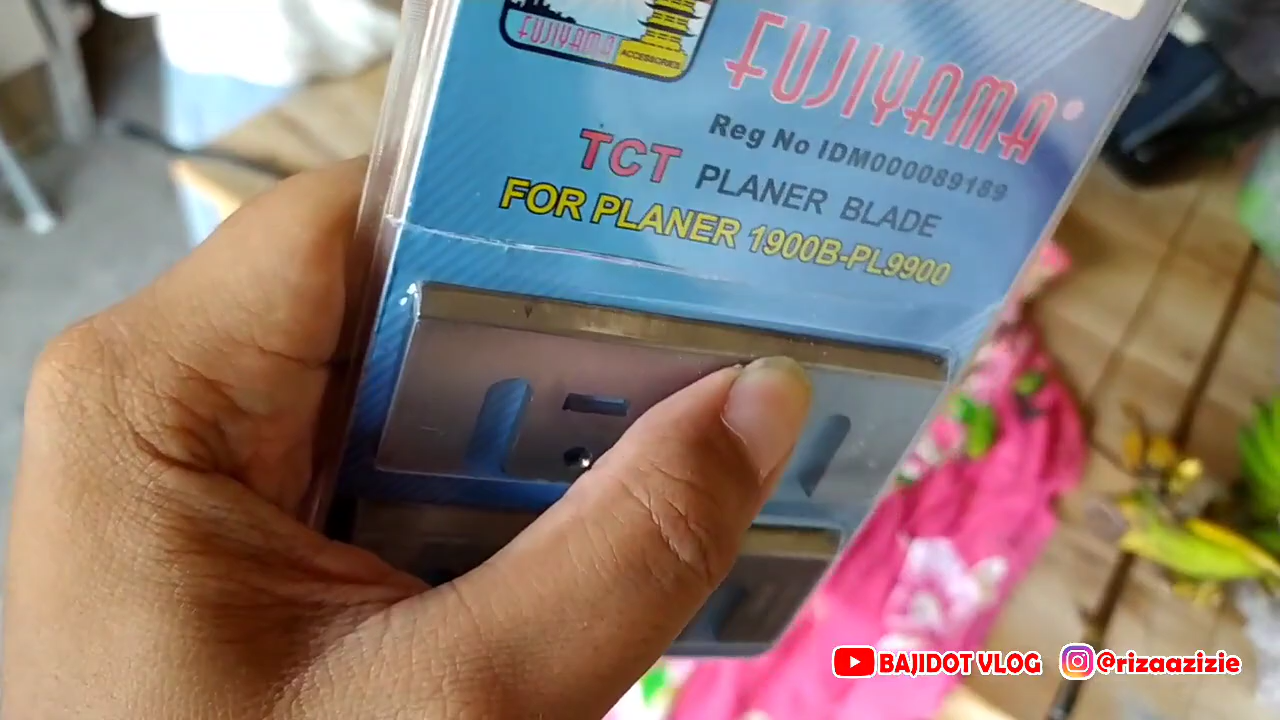 FUJIYAMA
ACCESSORIES
FUJIYAMA
Reg No IDM000089189
TCT PLANER BLADE
FOR PLANER 1900B-PL9900
BAJIDOT VLOG @rizaazizie